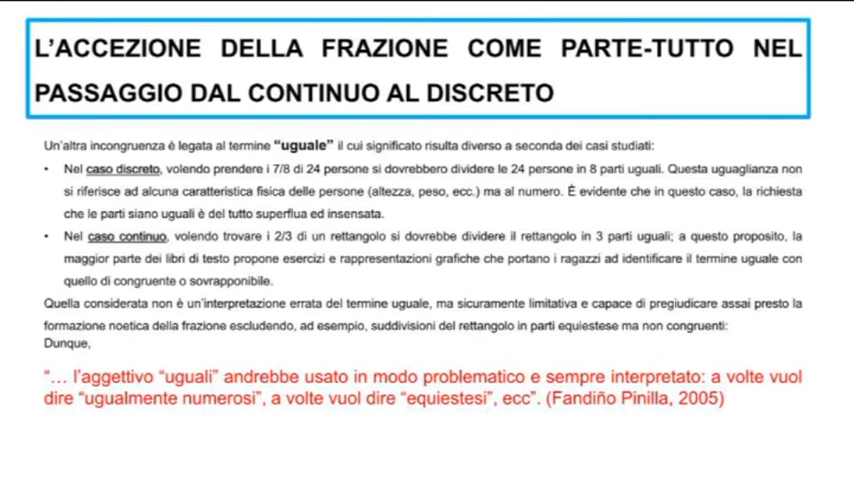 L’ACCEZIONE DELLA FRAZIONE COME PARTE-TUTTO NEL
PASSAGGIO DAL CONTINUO AL DISCRETO
Un’altra incongruenza è legata al termine “uguale” il cui significato risulta diverso a seconda dei casi studiati:
• Nel caso discreto, volendo prendere i 7/8 di 24 persone si dovrebbero dividere le 24 persone in 8 parti uguali. Questa uguaglianza non
si riferisce ad alcuna caratteristica fisica delle persone (altezza, peso, ecc.) ma al numero. È evidente che in questo caso, la richiesta
che le parti siano uguali è del tutto superflua ed insensata.
• Nel caso continuo, volendo trovare i 2/3 di un rettangolo si dovrebbe dividere il rettangolo in 3 parti uguali; a questo proposito, la
maggior parte dei libri di testo propone esercizi e rappresentazioni grafiche che portano i ragazzi ad identificare il termine uguale con
quello di congruente o sovrapponibile.
Quella considerata non è un’interpretazione errata del termine uguale, ma sicuramente limitativa e capace di pregiudicare assai presto la
formazione noetica della frazione escludendo, ad esempio, suddivisioni del rettangolo in parti equiestese ma non congruenti:
Dunque,
“… l’aggettivo “uguali” andrebbe usato in modo problematico e sempre interpretato: a volte vuol
dire “ugualmente numerosi”, a volte vuol dire “equiestesi”, ecc”. (Fandiño Pinilla, 2005)